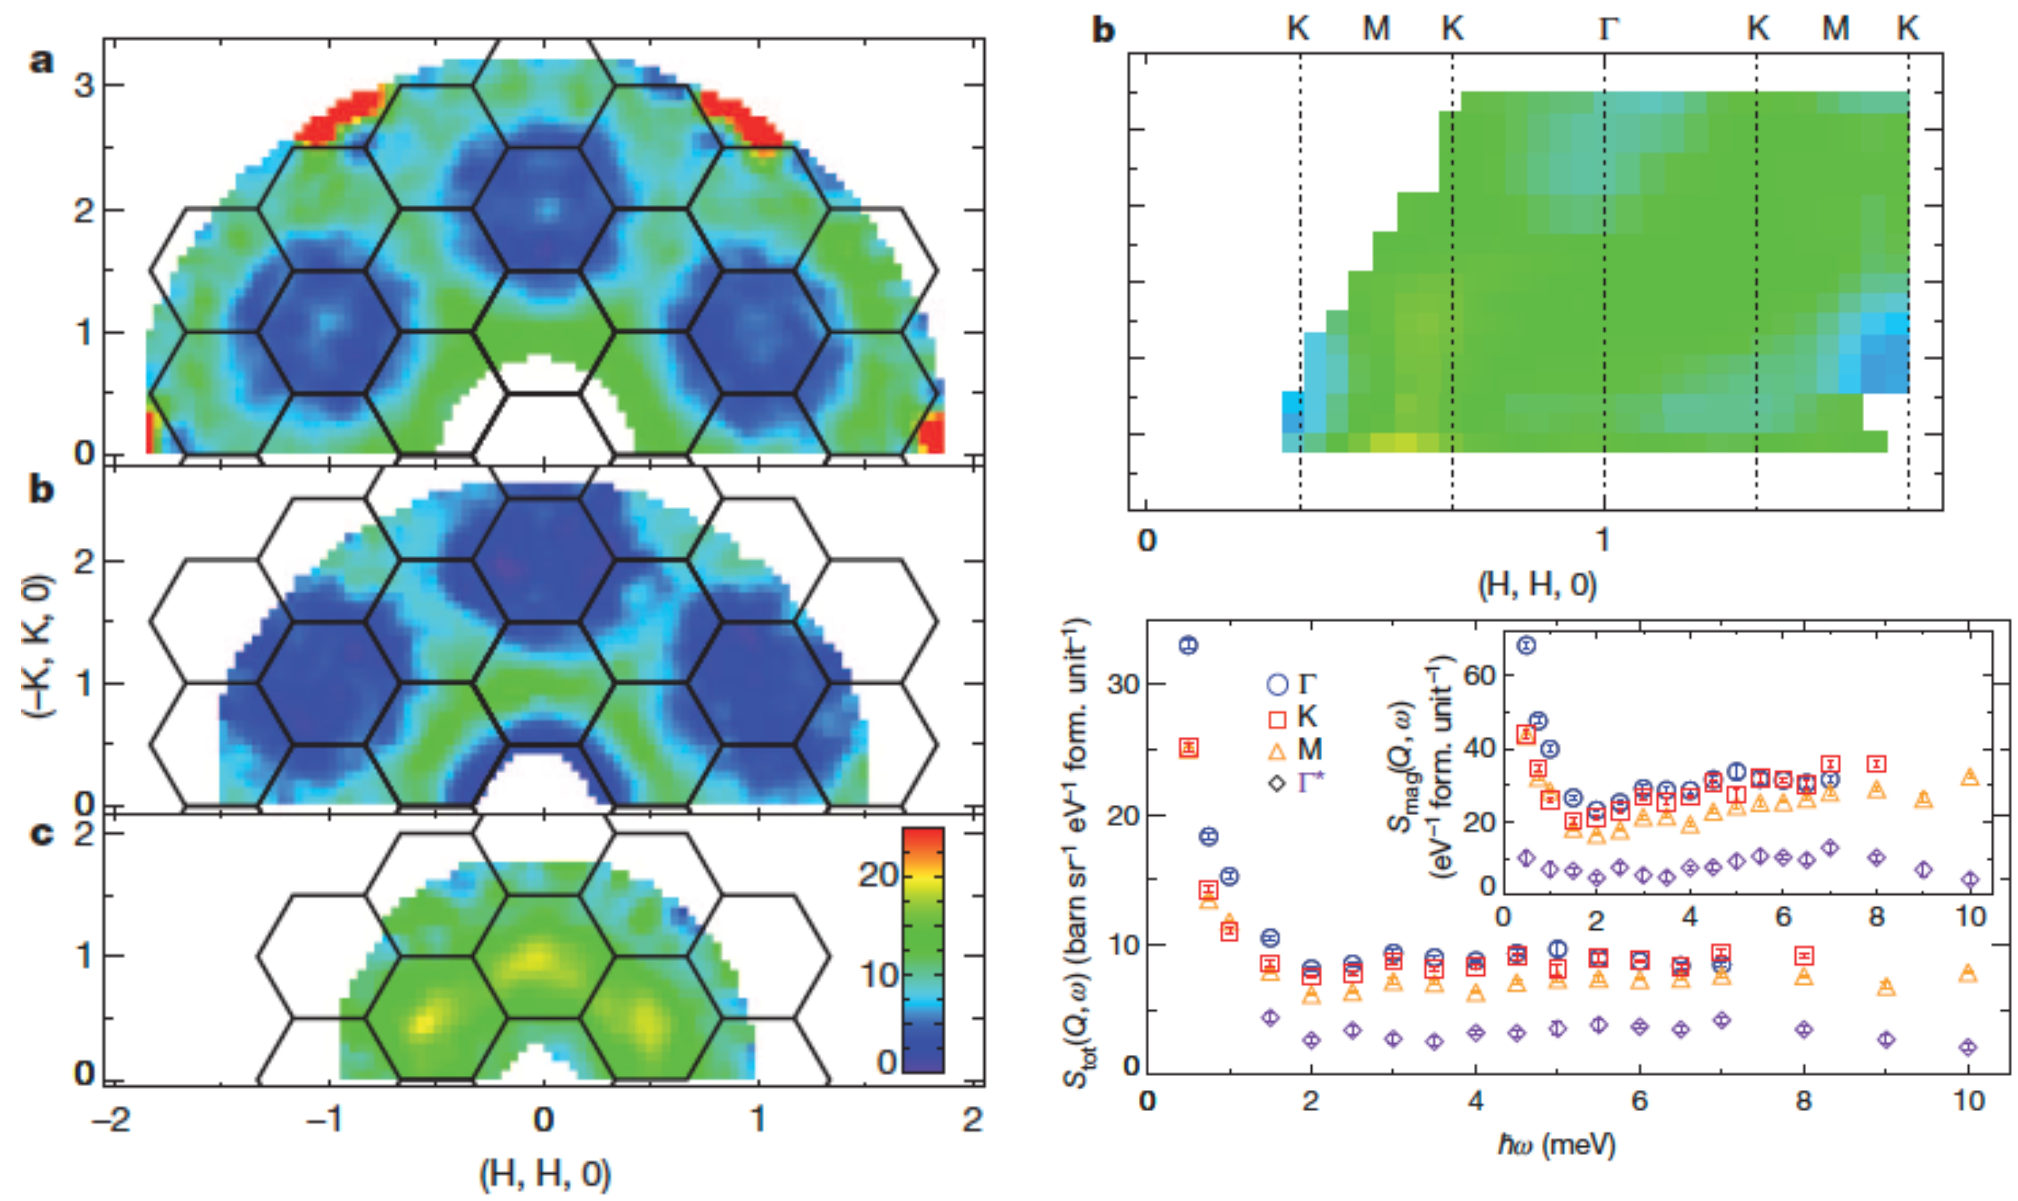 a
3
2
1
0
b
2
1
0
(–K, K, 0)
c
2
1
0
20
10
0
–2 –1 0 1 2
(H, H, 0)
b K M K Γ K M K
0 1
(H, H, 0)
S_tot(Q, ω) (barn sr⁻¹ eV⁻¹ form. unit⁻¹)
30
20
10
0
Γ
K
M
Γ*
S_mag(Q, ω)
(eV⁻¹ form. unit⁻¹)
60
40
20
0
0 2 4 6 8 10
0 2 4 6 8 10
ħω (meV)